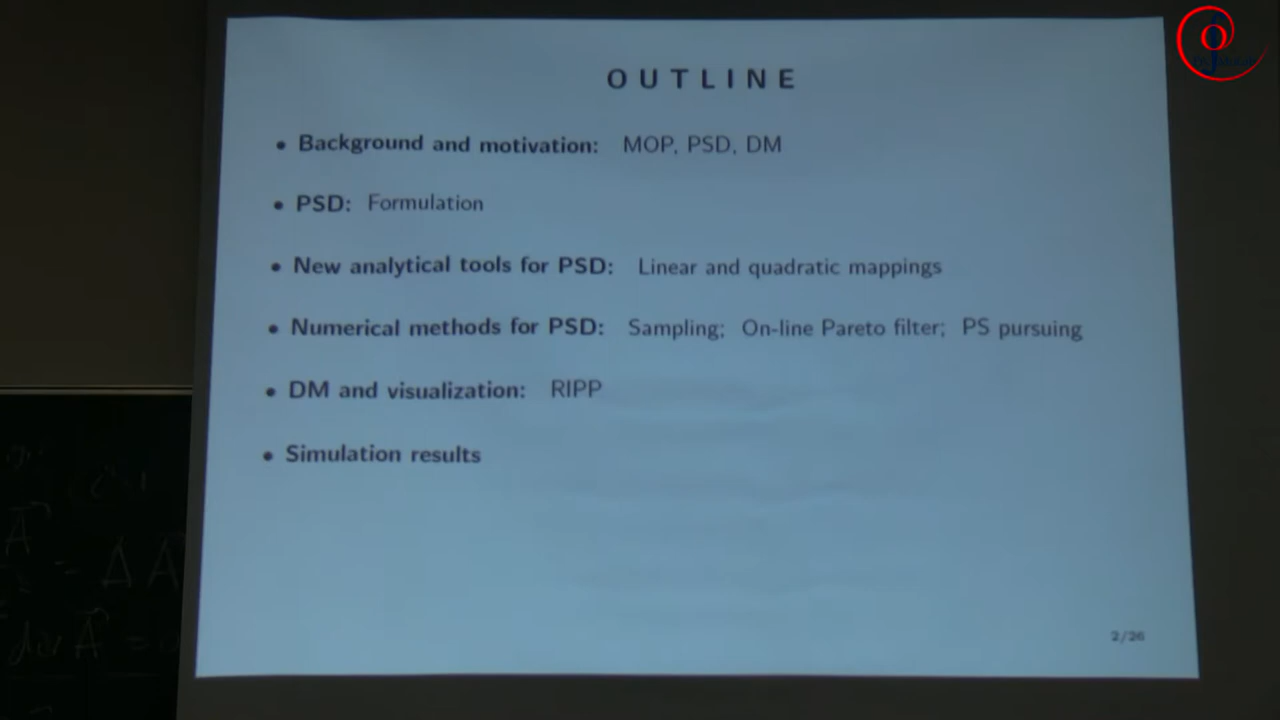 OUTLINE
• Background and motivation: MOP, PSD, DM
• PSD: Formulation
• New analytical tools for PSD: Linear and quadratic mappings
• Numerical methods for PSD: Sampling; On-line Pareto filter; PS pursuing
• DM and visualization: RIPP
• Simulation results
2/26